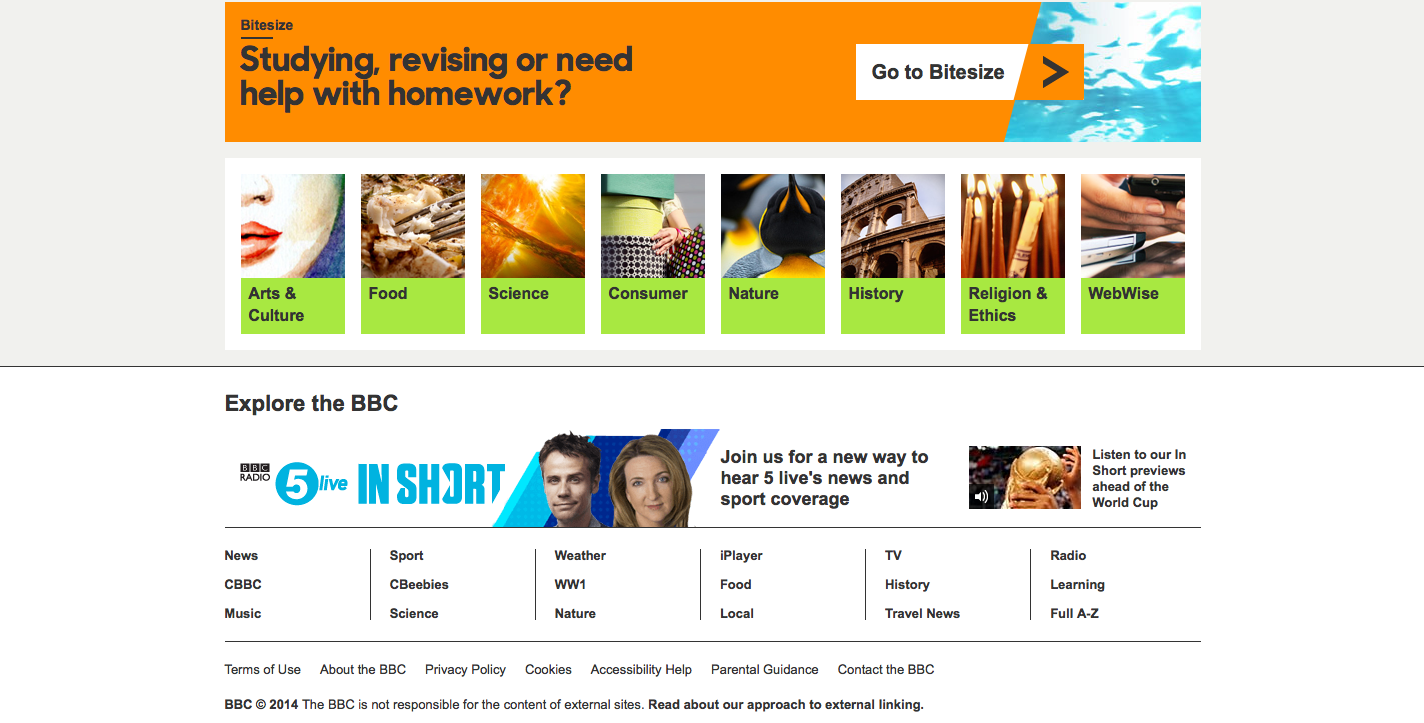 Bitesize
Studying, revising or need
help with homework?
Go to Bitesize
Arts &
Culture
Food
Science
Consumer
Nature
History
Religion &
Ethics
WebWise
Explore the BBC
BBC
RADIO
5 live
IN SHORT
Join us for a new way to
hear 5 live's news and
sport coverage
Listen to our In
Short previews
ahead of the
World Cup
News
Sport
Weather
iPlayer
TV
Radio
CBBC
CBeebies
WW1
Food
History
Learning
Music
Science
Nature
Local
Travel News
Full A-Z
Terms of Use About the BBC Privacy Policy Cookies Accessibility Help Parental Guidance Contact the BBC
BBC © 2014 The BBC is not responsible for the content of external sites. Read about our approach to external linking.